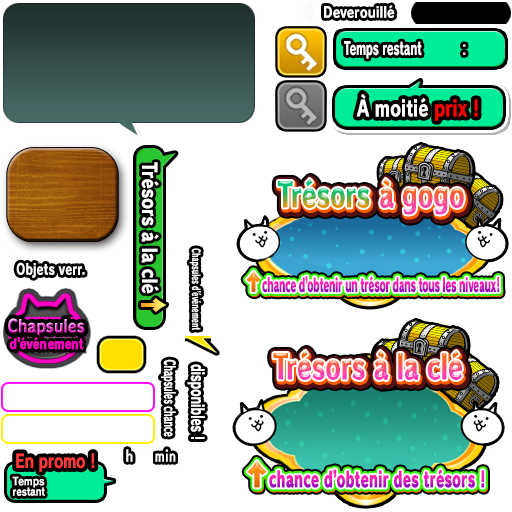 Deverouillé
Temps restant :
À moitié prix !
Trésors à la clé
Trésors à gogo
chance d'obtenir un trésor dans tous les niveaux!
Objets verr.
Chapsules
d'événement
Chapsules d'événement
disponibles !
Chapsules chance
Trésors à la clé
chance d'obtenir des trésors !
h min
En promo !
Temps
restant